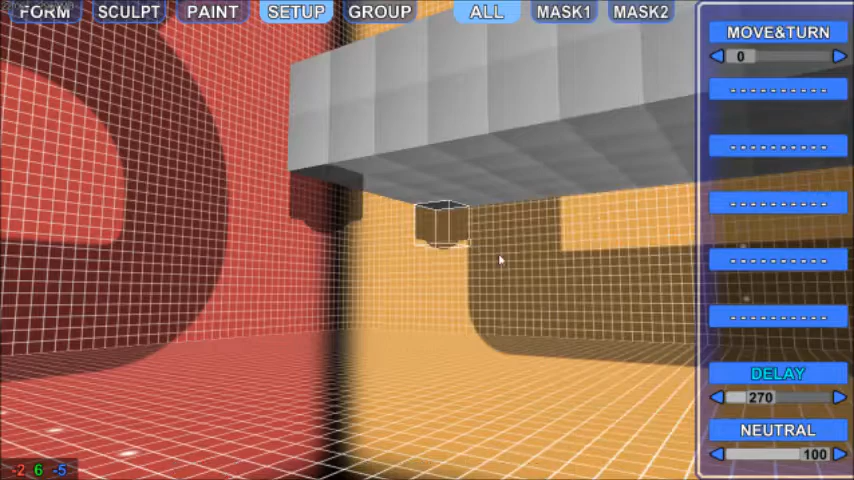 FORM SCULPT PAINT SETUP GROUP ALL MASK1 MASK2
MOVE&TURN
0
----------
----------
----------
----------
----------
DELAY
270
NEUTRAL
100
-2 6 -5